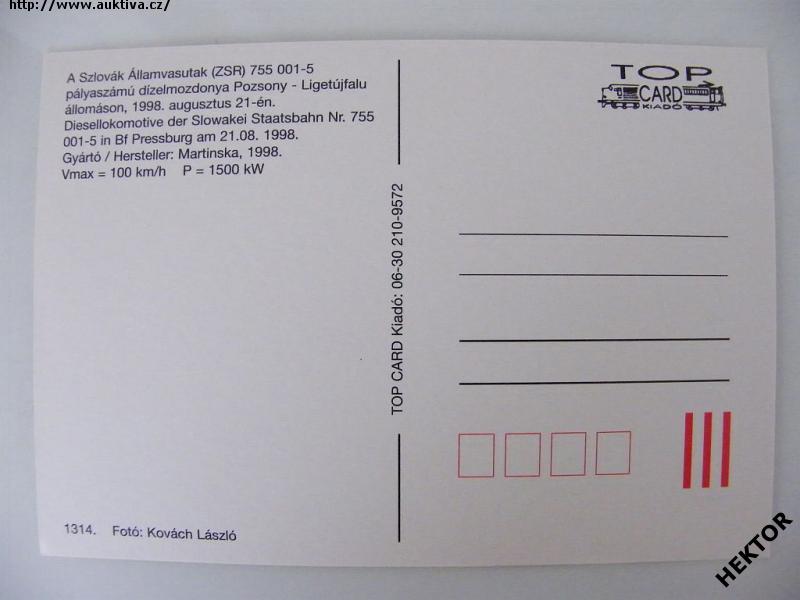 http://www.auktiva.cz/
A Szlovák Államvasutak (ZSR) 755 001-5
pályaszámú dízelmozdonya Pozsony - Ligetújfalu
állomáson, 1998. augusztus 21-én.
Diesellokomotive der Slowakei Staatsbahn Nr. 755
001-5 in Bf Pressburg am 21.08. 1998.
Gyártó / Hersteller: Martinska, 1998.
Vmax = 100 km/h P = 1500 kW
1314. Fotó: Kovách László
TOP CARD Kiadó: 06-30 210-9572
TOP
CARD
KIADÓ
HEKTOR